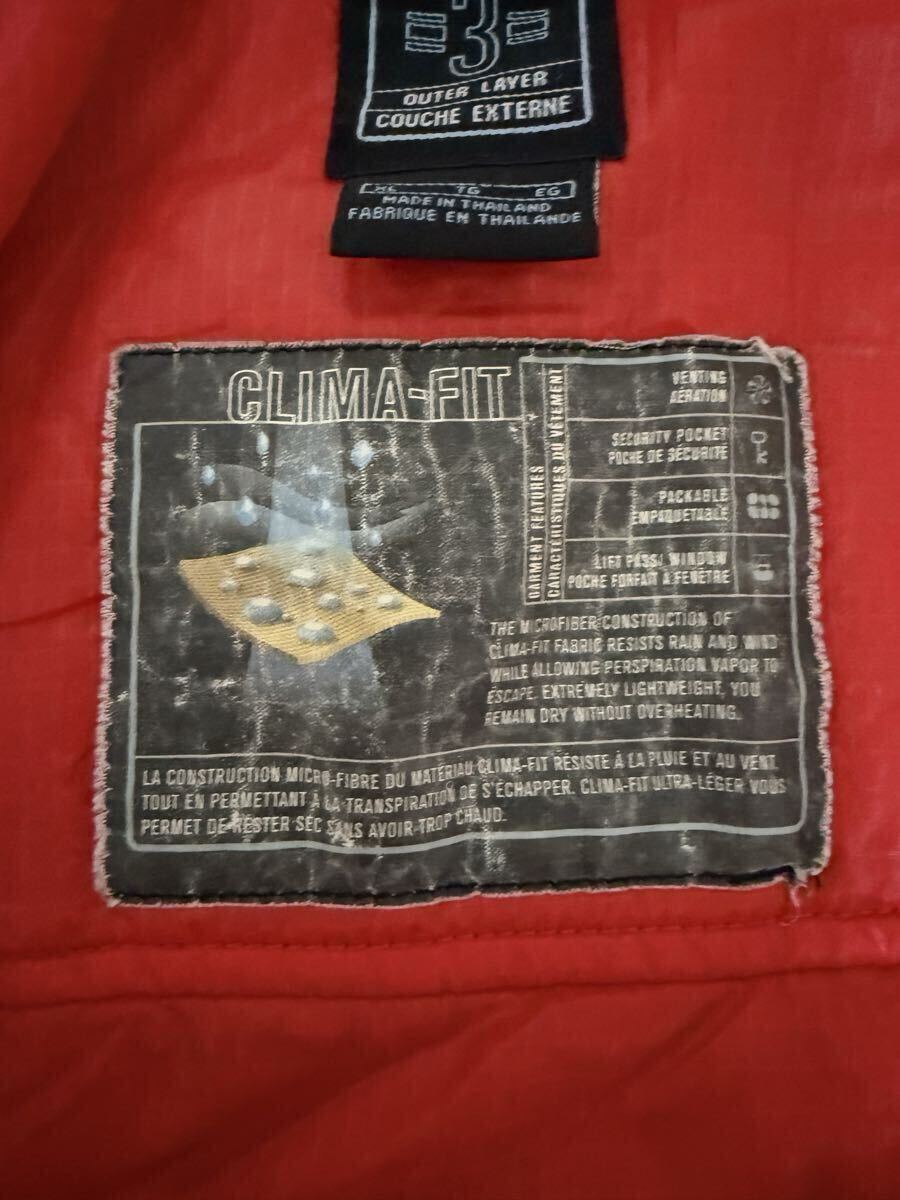 3
OUTER LAYER
COUCHE EXTERNE
XL TG EG
MADE IN THAILAND
FABRIQUE EN THAILANDE
CLIMA-FIT
GARMENT FEATURES
CARACTÉRISTIQUES DU VÊTEMENT
VENTING
AÉRATION
SECURITY POCKET
POCHE DE SÉCURITÉ
PACKABLE
EMPAQUETABLE
LIFT PASS/ WINDOW
POCHE FORFAIT À FENÊTRE
THE MICROFIBER CONSTRUCTION OF
CLIMA-FIT FABRIC RESISTS RAIN AND WIND
WHILE ALLOWING PERSPIRATION VAPOR TO
ESCAPE. EXTREMELY LIGHTWEIGHT, YOU
REMAIN DRY WITHOUT OVERHEATING.
LA CONSTRUCTION MICRO-FIBRE DU MATÉRIAU CLIMA-FIT RÉSISTE À LA PLUIE ET AU VENT
TOUT EN PERMETTANT À LA TRANSPIRATION DE S'ÉCHAPPER. CLIMA-FIT ULTRA-LÉGER VOUS
PERMET DE RESTER SEC SANS AVOIR TROP CHAUD.